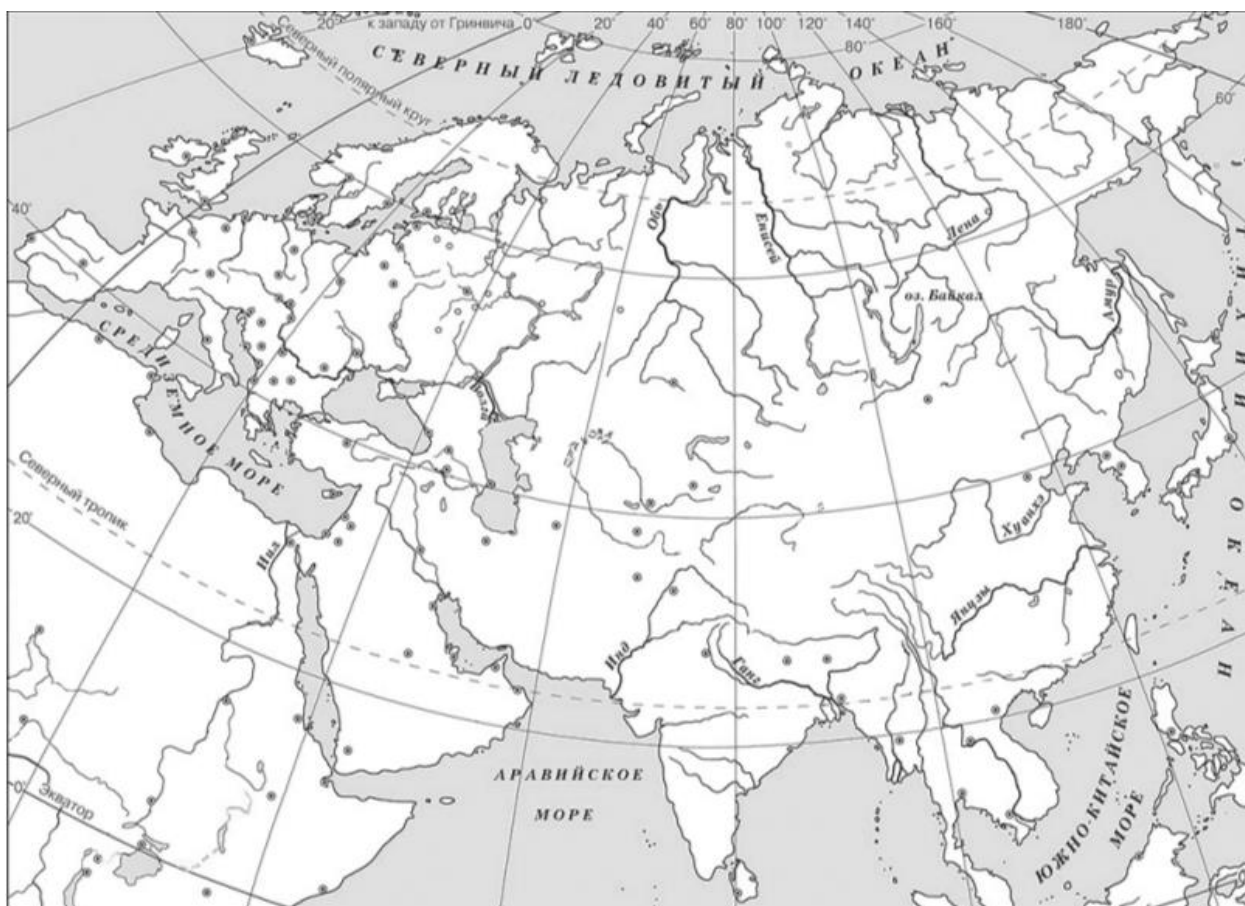 20°
к западу от Гринвича
0
20°
40°
60°
80°
100
120
140°
160°
180°
80°
60°
Северный полярный круг
СЕВЕРНЫЙ ЛЕДОВИТЫЙ ОКЕАН
ТИХИЙ ОКЕАН
40°
Обь
Енисей
Лена
оз. Байкал
Амур
Волга
СРЕДИЗЕМНОЕ МОРЕ
Северный тропик
20°
Нил
Хуанхэ
Янцзы
Инд
Ганг
Экватор
0°
АРАВИЙСКОЕ
МОРЕ
ЮЖНО-КИТАЙСКОЕ
МОРЕ